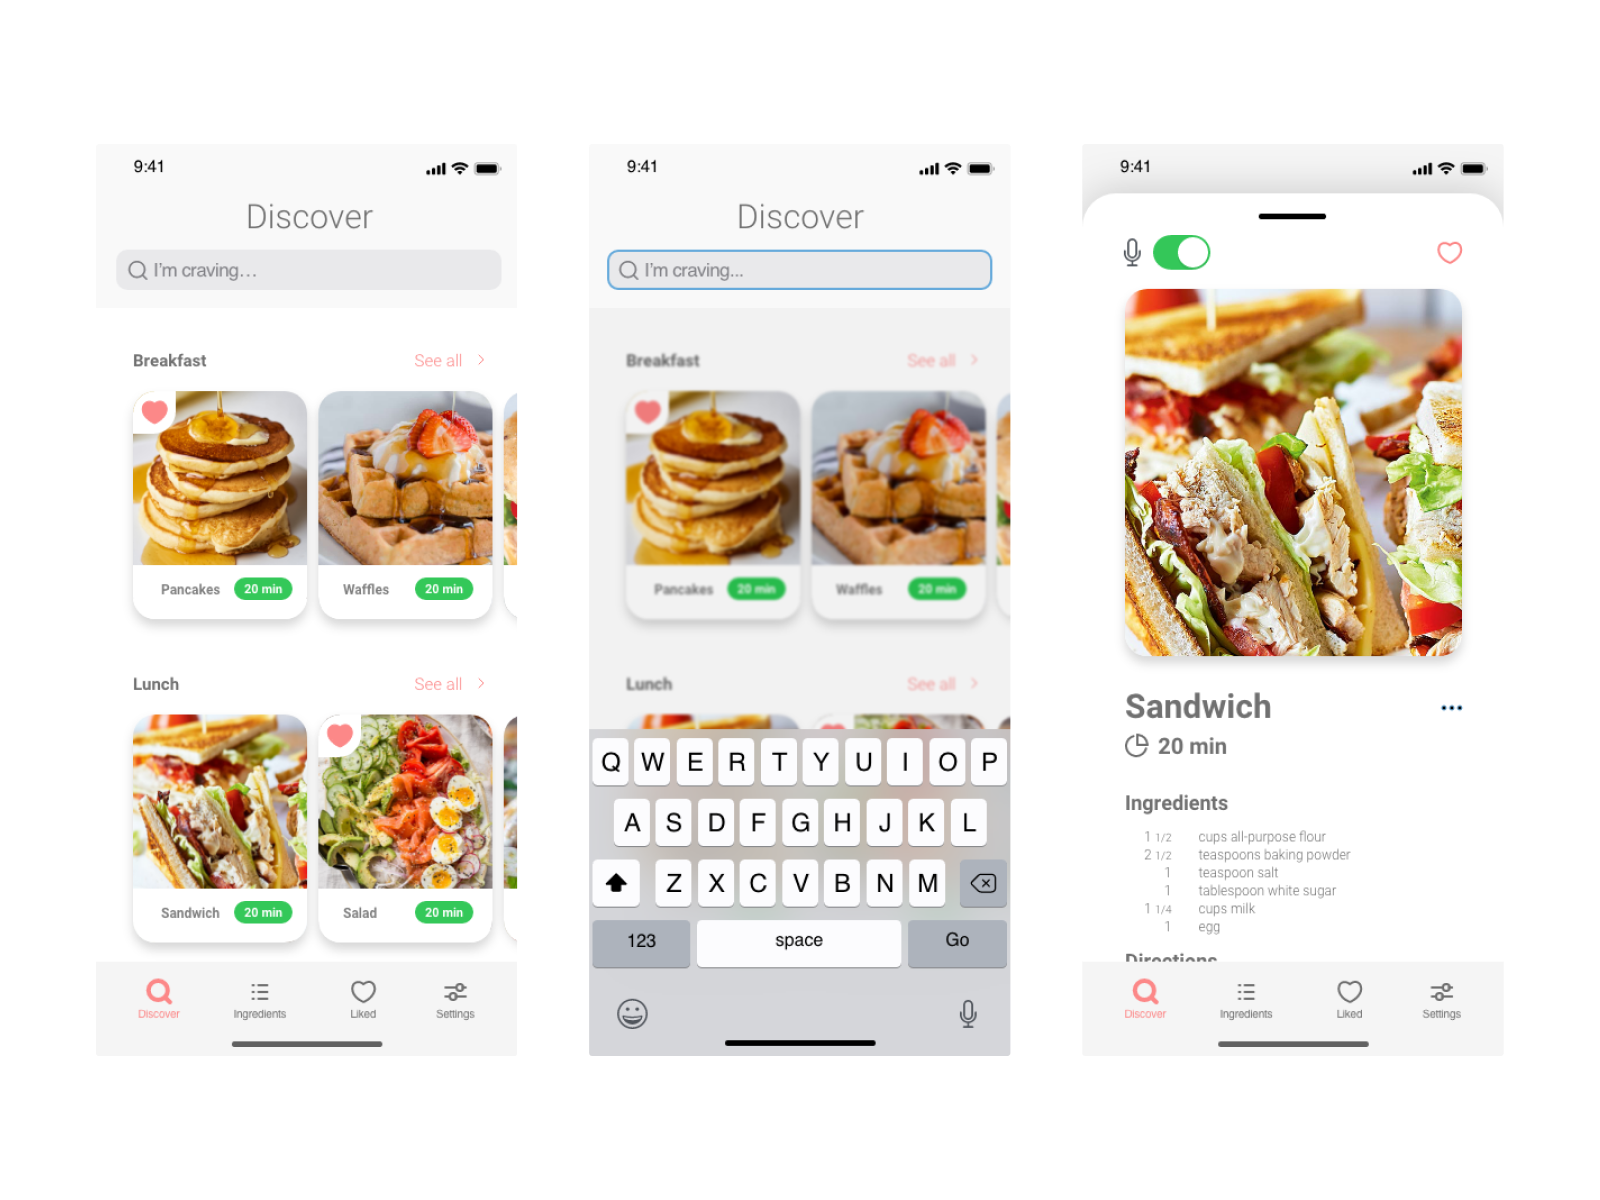 9:41
Discover
I'm craving...
Breakfast See all
Pancakes 20 min Waffles 20 min
Lunch See all
Sandwich 20 min Salad 20 min
Discover Ingredients Liked Settings
9:41
Discover
I'm craving...
Breakfast See all
Pancakes 20 min Waffles 20 min
Lunch See all
Q W E R T Y U I O P
A S D F G H J K L
Z X C V B N M
123 space Go
9:41
Sandwich
20 min
Ingredients
1 1/2 cups all-purpose flour
2 1/2 teaspoons baking powder
1 teaspoon salt
1 tablespoon white sugar
1 1/4 cups milk
1 egg
Directions
Discover Ingredients Liked Settings